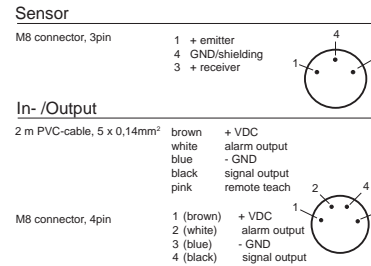 Sensor
M8 connector, 3pin
1 + emitter
4 GND/shielding
3 + receiver
4
1
In- /Output
2 m PVC-cable, 5 x 0,14mm²
brown + VDC
white alarm output
blue - GND
black signal output
pink remote teach
M8 connector, 4pin
1 (brown) + VDC
2 (white) alarm output
3 (blue) - GND
4 (black) signal output
2 4
1